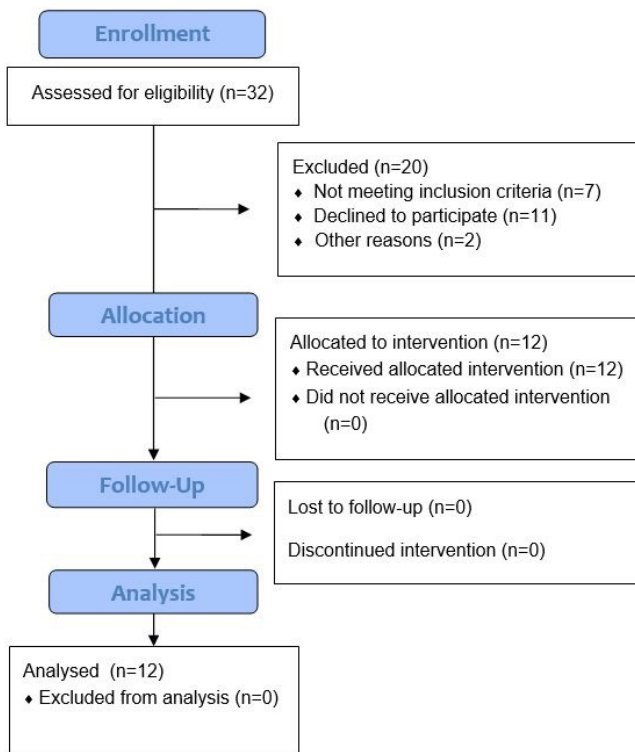 Enrollment
Assessed for eligibility (n=32)
Excluded (n=20)
♦ Not meeting inclusion criteria (n=7)
♦ Declined to participate (n=11)
♦ Other reasons (n=2)
Allocation
Allocated to intervention (n=12)
♦ Received allocated intervention (n=12)
♦ Did not receive allocated intervention
(n=0)
Follow-Up
Lost to follow-up (n=0)
Discontinued intervention (n=0)
Analysis
Analysed (n=12)
♦ Excluded from analysis (n=0)